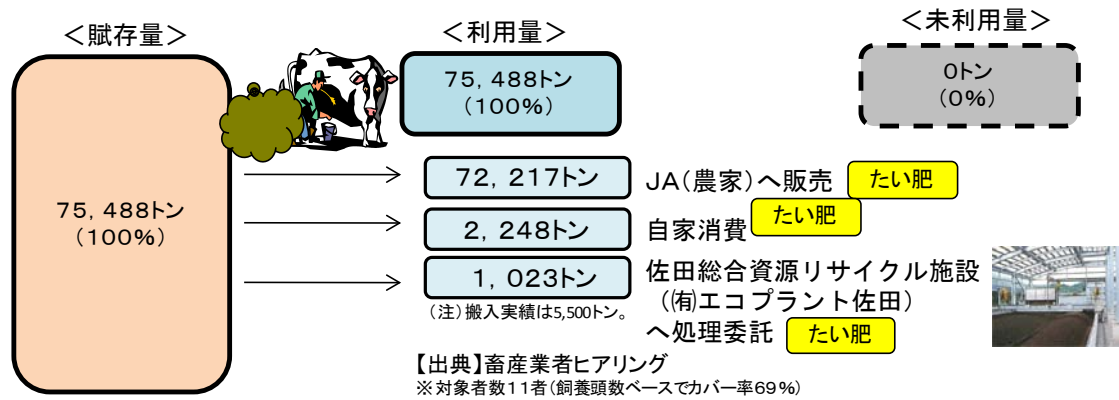 ＜賦存量＞
＜利用量＞
＜未利用量＞
75，488トン
（100％）
75，488トン
（100％）
0トン
（0％）
72，217トン
JA（農家）へ販売
たい肥
2，248トン
自家消費
たい肥
1，023トン
（注）搬入実績は5,500トン。
佐田総合資源リサイクル施設
（㈲エコプラント佐田）
へ処理委託
たい肥
【出典】畜産業者ヒアリング
※対象者数11者（飼養頭数ベースでカバー率69％）